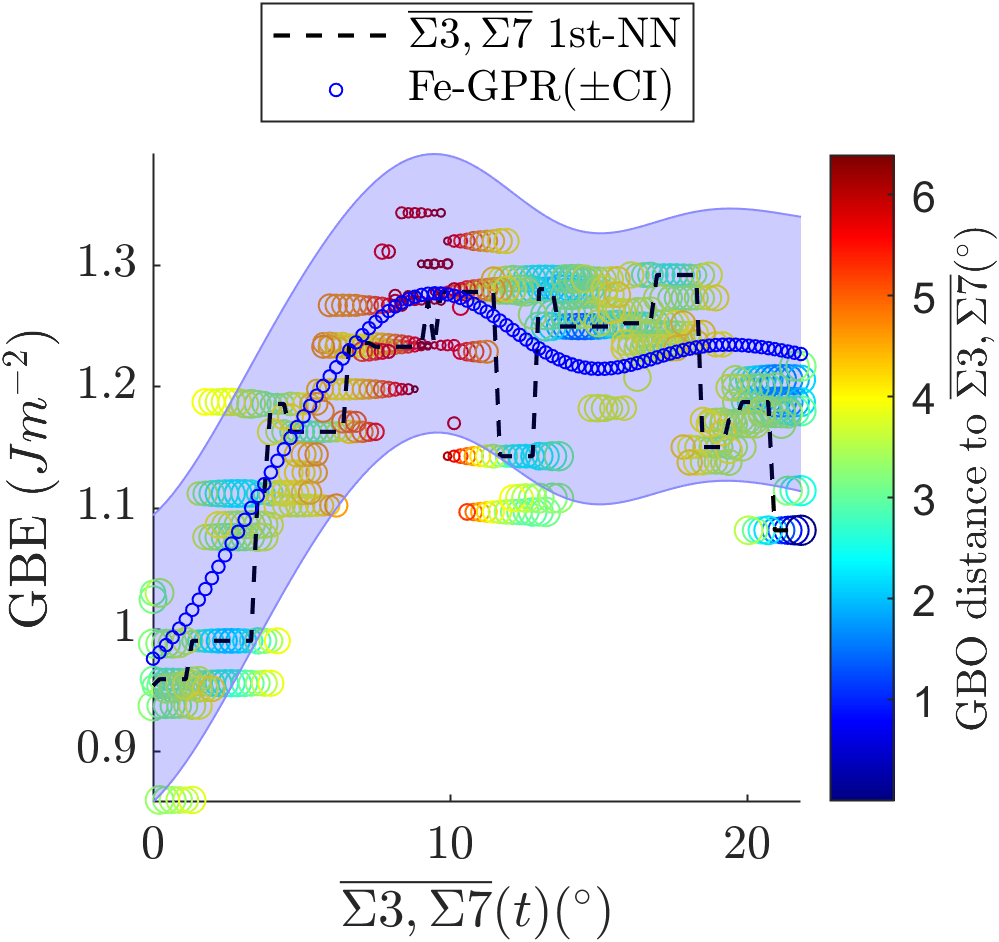 Σ3, Σ7 1st-NN
Fe-GPR(±CI)
1.3
1.2
1.1
1
0.9
GBE (Jm⁻²)
0
10
20
Σ3, Σ7(t)(°)
6
5
4
3
2
1
GBO distance to Σ3, Σ7(°)